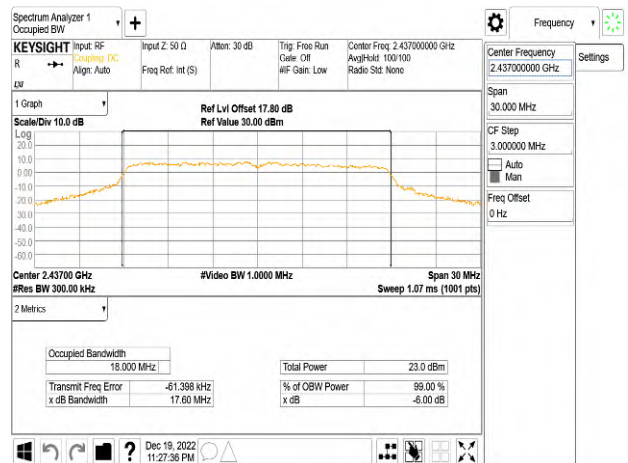 Spectrum Analyzer 1
Occupied BW
Frequency
KEYSIGHT
R
Input: RF
Coupling: DC
Align: Auto
Input Z: 50 Ω
Freq Ref: Int (S)
Atten: 30 dB
Trig: Free Run
Gate: Off
#IF Gain: Low
Center Freq: 2.437000000 GHz
Avg|Hold: 100/100
Radio Std: None
Center Frequency
2.437000000 GHz
Settings
Span
30.000 MHz
CF Step
3.000000 MHz
Auto
Man
Freq Offset
0 Hz
1 Graph
Scale/Div 10.0 dB
Ref Lvl Offset 17.80 dB
Ref Value 30.00 dBm
Log
20.0
10.0
0.00
-10.0
-20.0
-30.0
-40.0
-50.0
-60.0
Center 2.43700 GHz
#Res BW 300.00 kHz
#Video BW 1.0000 MHz
Span 30 MHz
Sweep 1.07 ms (1001 pts)
2 Metrics
Occupied Bandwidth
18.000 MHz
Total Power 23.0 dBm
Transmit Freq Error -61.398 kHz
% of OBW Power 99.00 %
x dB Bandwidth 17.60 MHz
x dB -6.00 dB
?
Dec 19, 2022
11:27:36 PM